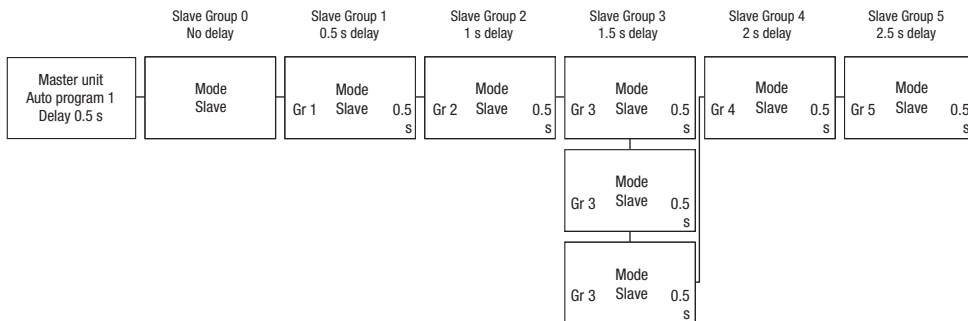 Slave Group 0
No delay
Slave Group 1
0.5 s delay
Slave Group 2
1 s delay
Slave Group 3
1.5 s delay
Slave Group 4
2 s delay
Slave Group 5
2.5 s delay
Master unit
Auto program 1
Delay 0.5 s
Mode
Slave
Mode
Gr 1 Slave 0.5
s
Mode
Gr 2 Slave 0.5
s
Mode
Gr 3 Slave 0.5
s
Mode
Gr 4 Slave 0.5
s
Mode
Gr 5 Slave 0.5
s
Mode
Gr 3 Slave 0.5
s
Mode
Gr 3 Slave 0.5
s